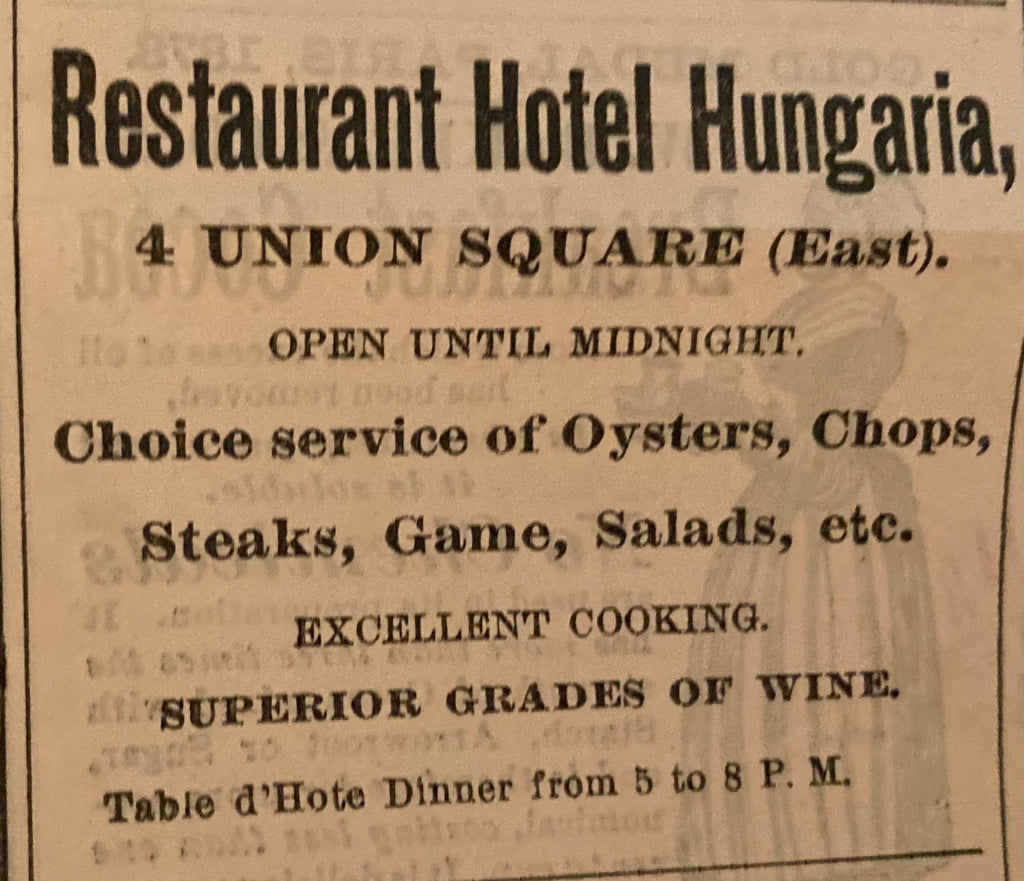 Restaurant Hotel Hungaria,
4 UNION SQUARE (East).
OPEN UNTIL MIDNIGHT.
Choice service of Oysters, Chops,
Steaks, Game, Salads, etc.
EXCELLENT COOKING.
SUPERIOR GRADES OF WINE.
Table d'Hote Dinner from 5 to 8 P. M.